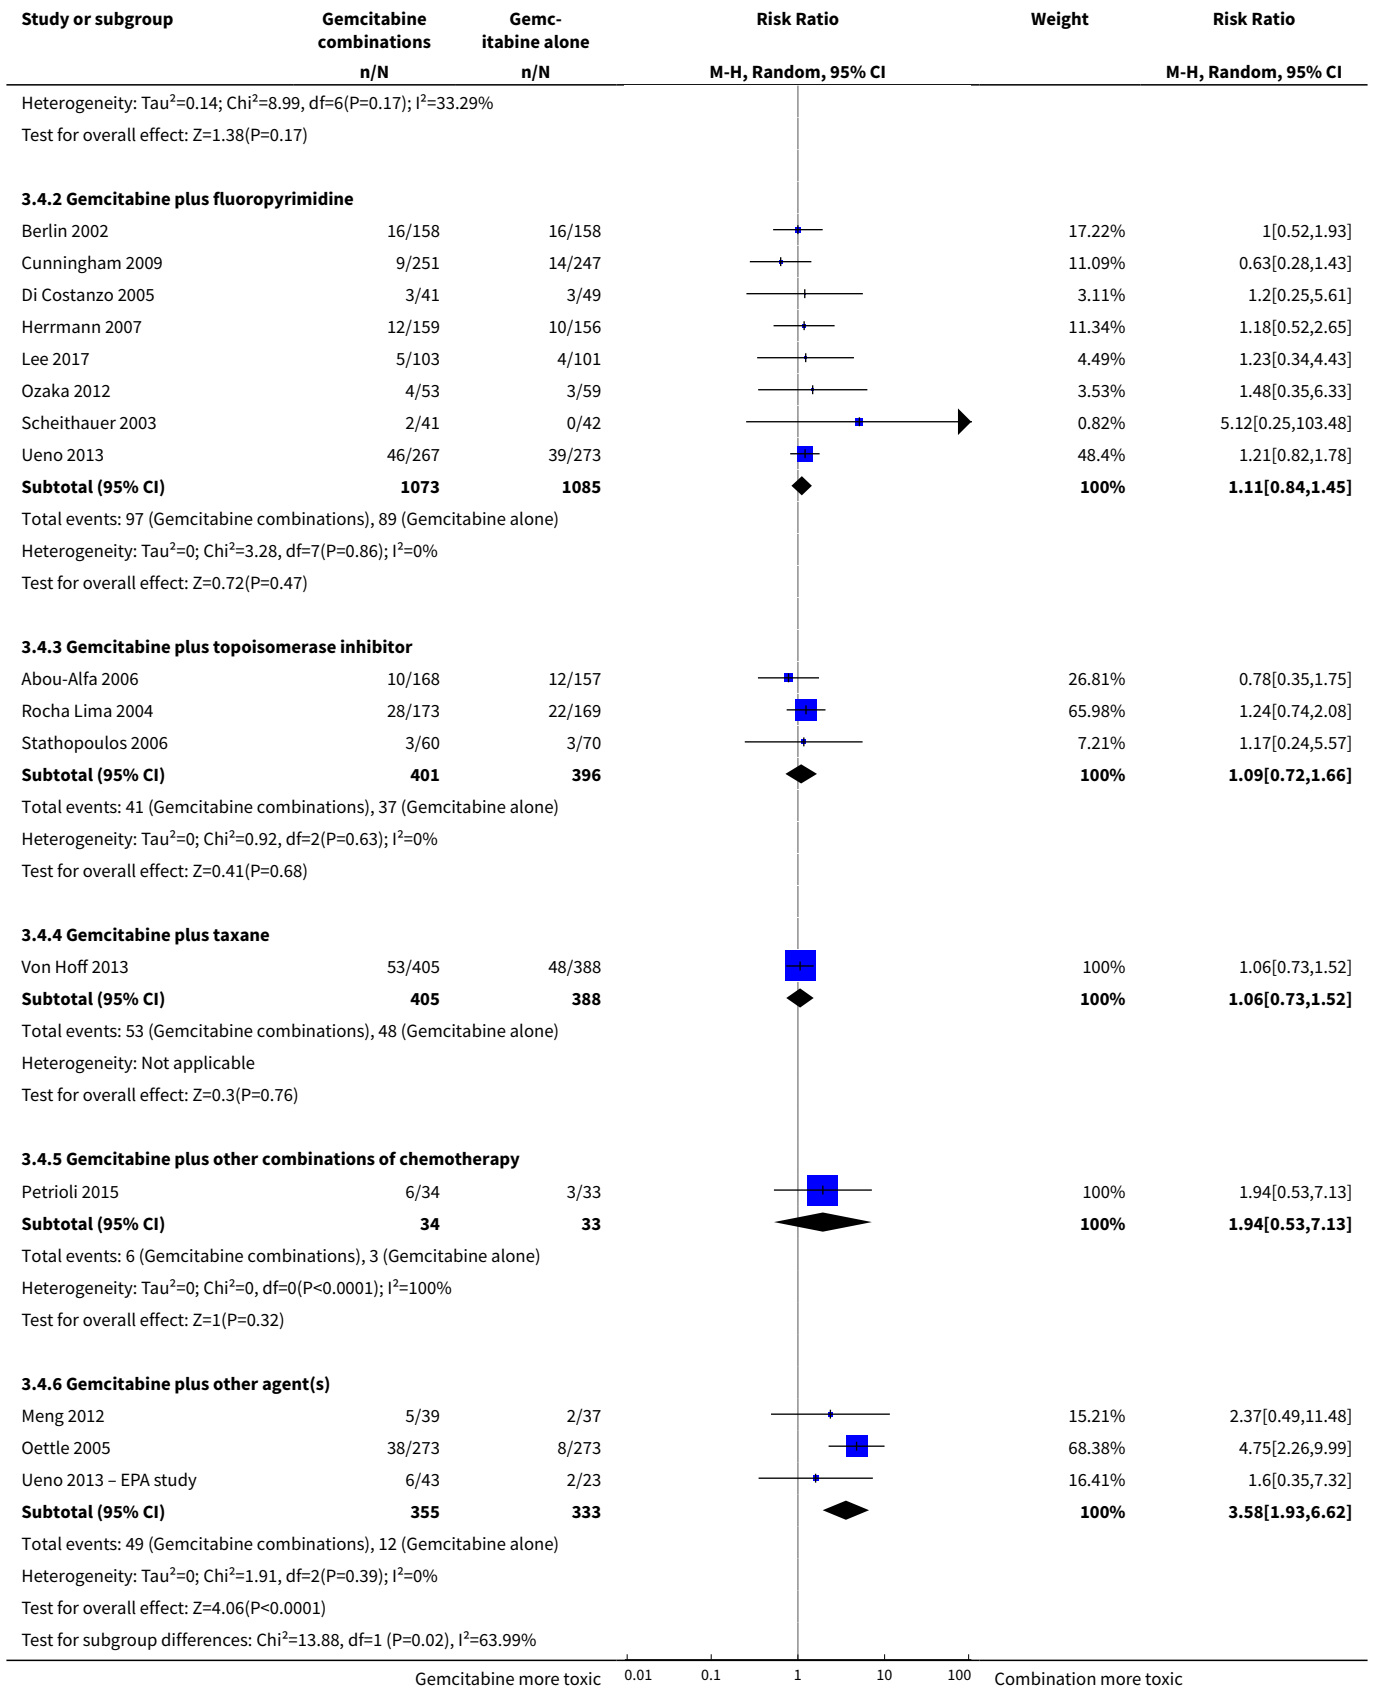 Study or subgroup Gemcitabine combinations Gemc-itabine alone Risk Ratio Weight Risk Ratio
n/N n/N M-H, Random, 95% CI M-H, Random, 95% CI
Heterogeneity: Tau²=0.14; Chi²=8.99, df=6(P=0.17); I²=33.29%
Test for overall effect: Z=1.38(P=0.17)
3.4.2 Gemcitabine plus fluoropyrimidine
Berlin 2002 16/158 16/158 17.22% 1[0.52,1.93]
Cunningham 2009 9/251 14/247 11.09% 0.63[0.28,1.43]
Di Costanzo 2005 3/41 3/49 3.11% 1.2[0.25,5.61]
Herrmann 2007 12/159 10/156 11.34% 1.18[0.52,2.65]
Lee 2017 5/103 4/101 4.49% 1.23[0.34,4.43]
Ozaka 2012 4/53 3/59 3.53% 1.48[0.35,6.33]
Scheithauer 2003 2/41 0/42 0.82% 5.12[0.25,103.48]
Ueno 2013 46/267 39/273 48.4% 1.21[0.82,1.78]
Subtotal (95% CI) 1073 1085 100% 1.11[0.84,1.45]
Total events: 97 (Gemcitabine combinations), 89 (Gemcitabine alone)
Heterogeneity: Tau²=0; Chi²=3.28, df=7(P=0.86); I²=0%
Test for overall effect: Z=0.72(P=0.47)
3.4.3 Gemcitabine plus topoisomerase inhibitor
Abou-Alfa 2006 10/168 12/157 26.81% 0.78[0.35,1.75]
Rocha Lima 2004 28/173 22/169 65.98% 1.24[0.74,2.08]
Stathopoulos 2006 3/60 3/70 7.21% 1.17[0.24,5.57]
Subtotal (95% CI) 401 396 100% 1.09[0.72,1.66]
Total events: 41 (Gemcitabine combinations), 37 (Gemcitabine alone)
Heterogeneity: Tau²=0; Chi²=0.92, df=2(P=0.63); I²=0%
Test for overall effect: Z=0.41(P=0.68)
3.4.4 Gemcitabine plus taxane
Von Hoff 2013 53/405 48/388 100% 1.06[0.73,1.52]
Subtotal (95% CI) 405 388 100% 1.06[0.73,1.52]
Total events: 53 (Gemcitabine combinations), 48 (Gemcitabine alone)
Heterogeneity: Not applicable
Test for overall effect: Z=0.3(P=0.76)
3.4.5 Gemcitabine plus other combinations of chemotherapy
Petrioli 2015 6/34 3/33 100% 1.94[0.53,7.13]
Subtotal (95% CI) 34 33 100% 1.94[0.53,7.13]
Total events: 6 (Gemcitabine combinations), 3 (Gemcitabine alone)
Heterogeneity: Tau²=0; Chi²=0, df=0(P<0.0001); I²=100%
Test for overall effect: Z=1(P=0.32)
3.4.6 Gemcitabine plus other agent(s)
Meng 2012 5/39 2/37 15.21% 2.37[0.49,11.48]
Oettle 2005 38/273 8/273 68.38% 4.75[2.26,9.99]
Ueno 2013 – EPA study 6/43 2/23 16.41% 1.6[0.35,7.32]
Subtotal (95% CI) 355 333 100% 3.58[1.93,6.62]
Total events: 49 (Gemcitabine combinations), 12 (Gemcitabine alone)
Heterogeneity: Tau²=0; Chi²=1.91, df=2(P=0.39); I²=0%
Test for overall effect: Z=4.06(P<0.0001)
Test for subgroup differences: Chi²=13.88, df=1 (P=0.02), I²=63.99%
Gemcitabine more toxic 0.01 0.1 1 10 100 Combination more toxic